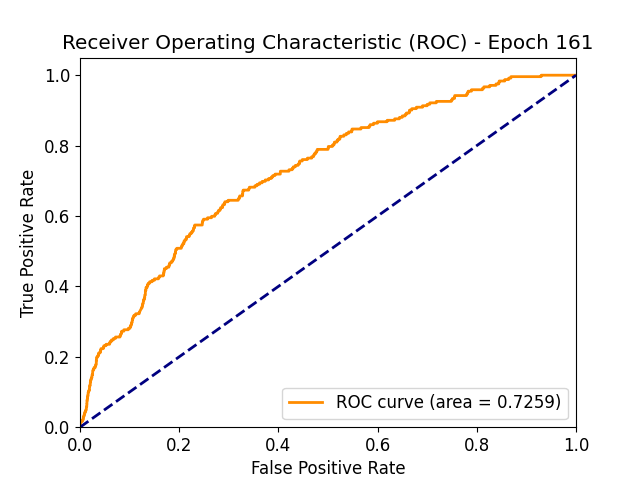 Receiver Operating Characteristic (ROC) - Epoch 161
True Positive Rate
1.0
0.8
0.6
0.4
0.2
0.0
ROC curve (area = 0.7259)
0.0 0.2 0.4 0.6 0.8 1.0
False Positive Rate